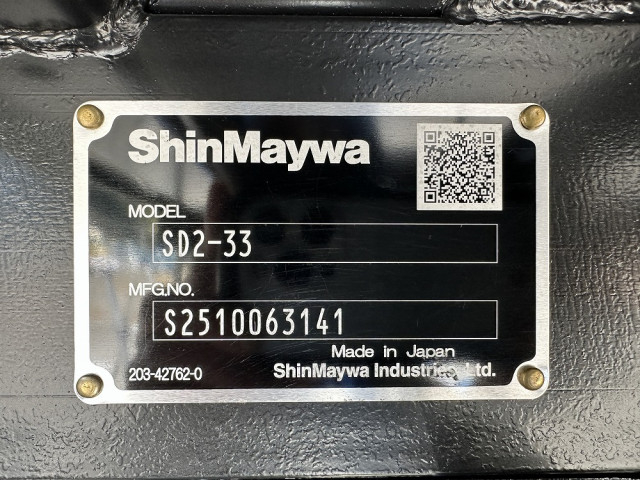 ShinMaywa
MODEL
SD2-33
MFG.NO.
S2510063141
Made in Japan
203-42762-0 ShinMaywa Industries, Ltd.